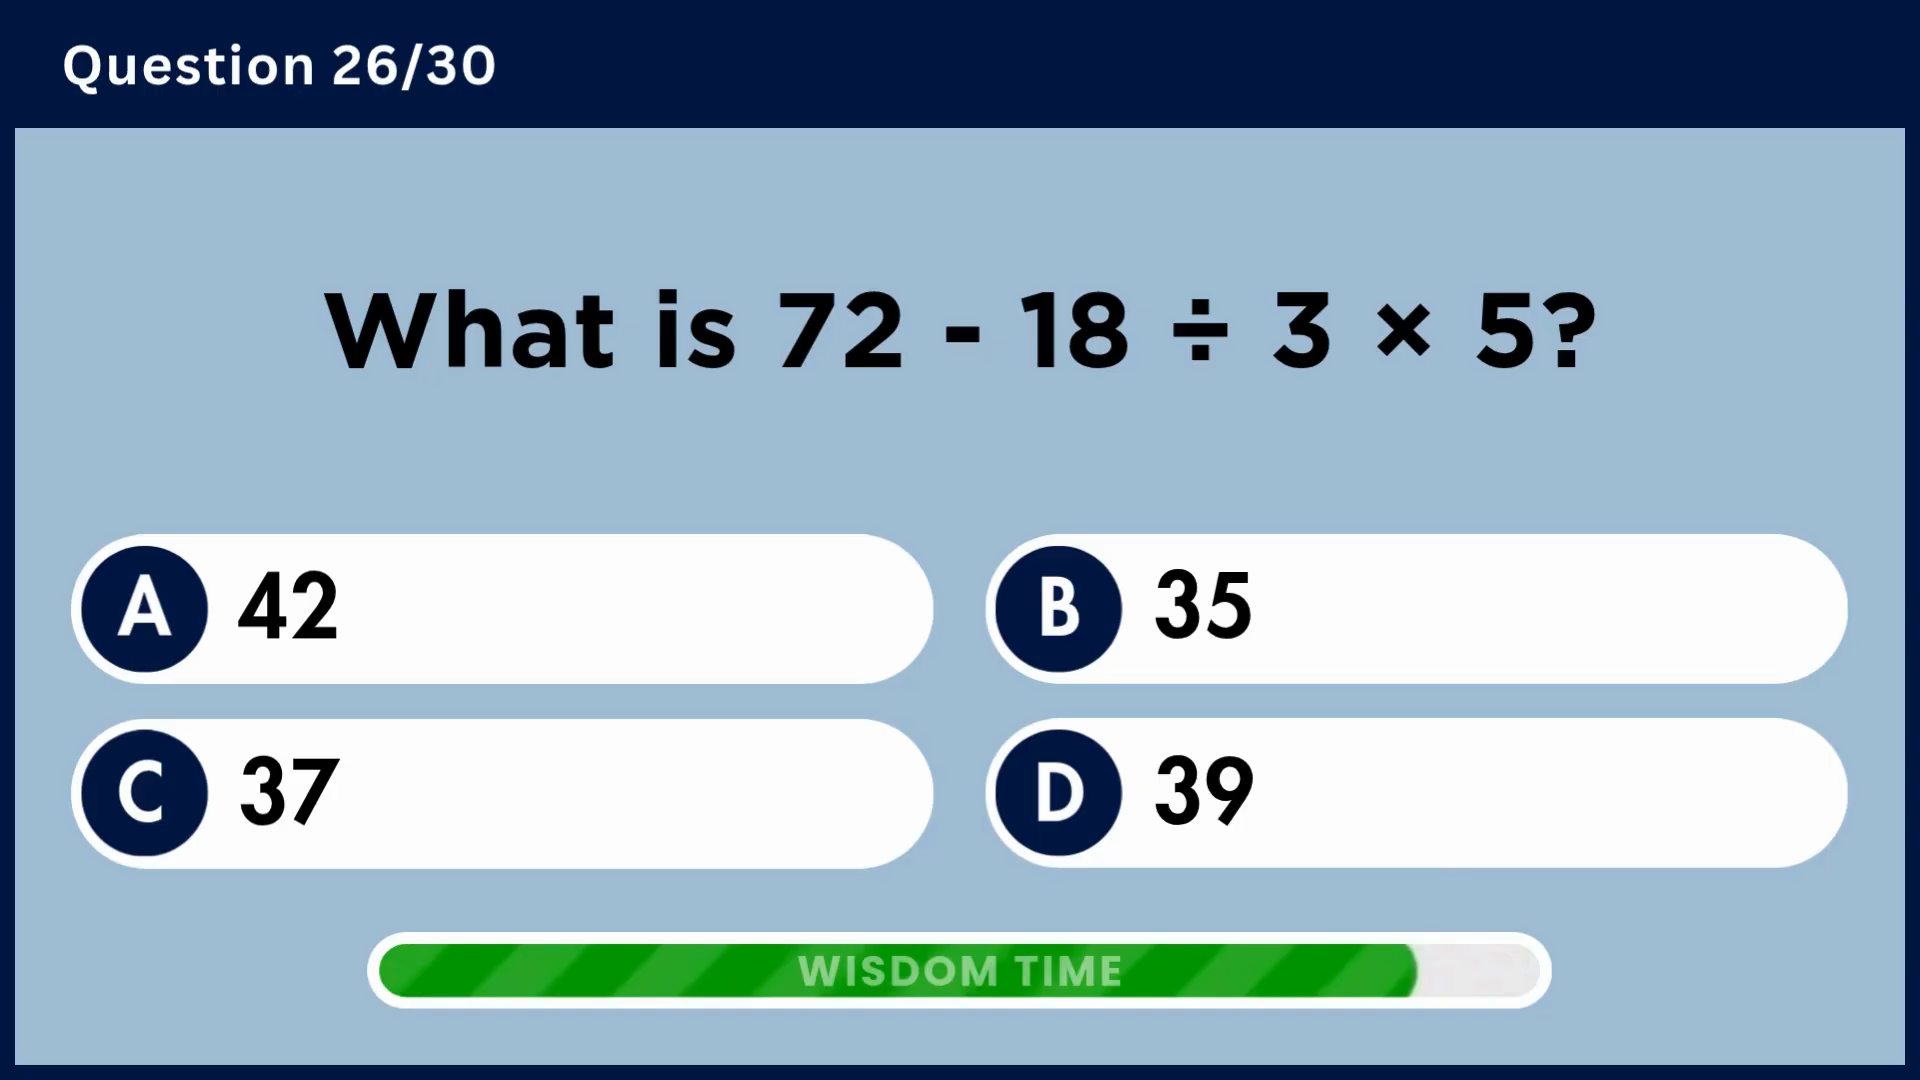 Question 26/30
What is 72 - 18 ÷ 3 × 5?
A 42
B 35
C 37
D 39
WISDOM TIME